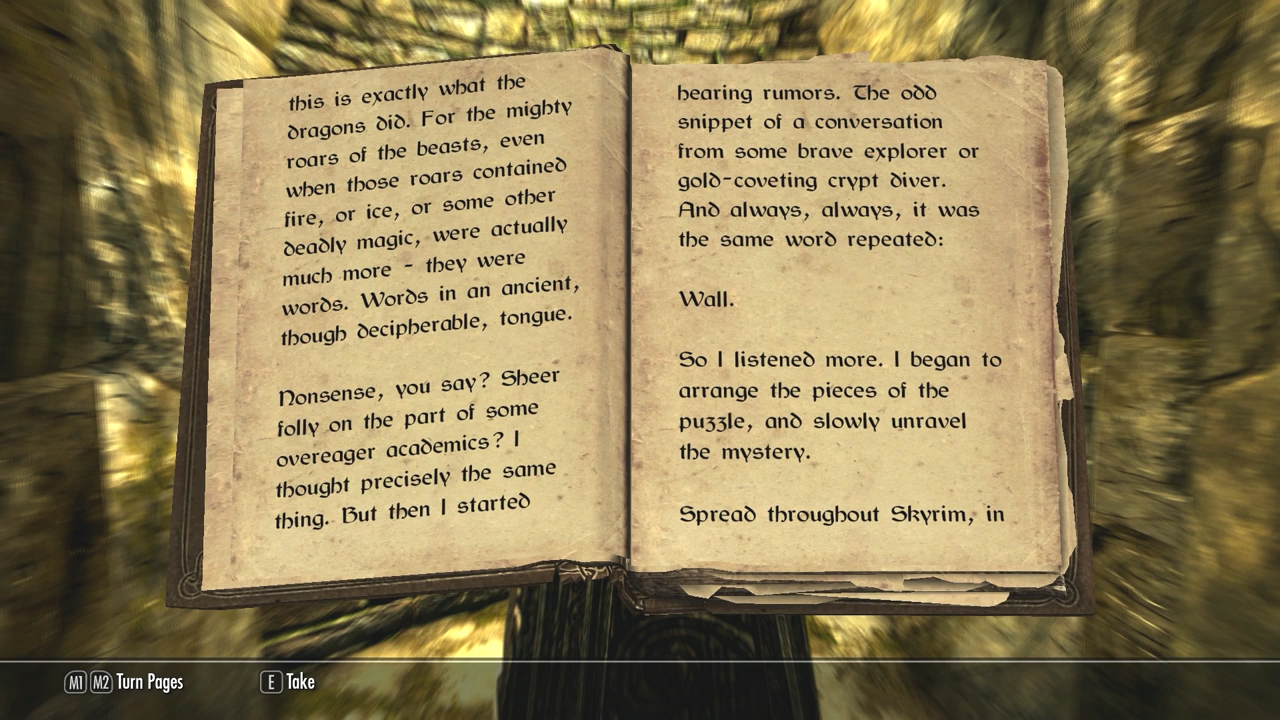 this is exactly what the
dragons did. For the mighty
roars of the beasts, even
when those roars contained
fire, or ice, or some other
deadly magic, were actually
much more - they were
words. Words in an ancient,
though decipherable, tongue.
Nonsense, you say? Sheer
folly on the part of some
overeager academics? I
thought precisely the same
thing. But then I started
hearing rumors. The odd
snippet of a conversation
from some brave explorer or
gold-coveting crypt diver.
And always, always, it was
the same word repeated:
Wall.
So I listened more. I began to
arrange the pieces of the
puzzle, and slowly unravel
the mystery.
Spread throughout Skyrim, in
M1 M2 Turn Pages
E Take